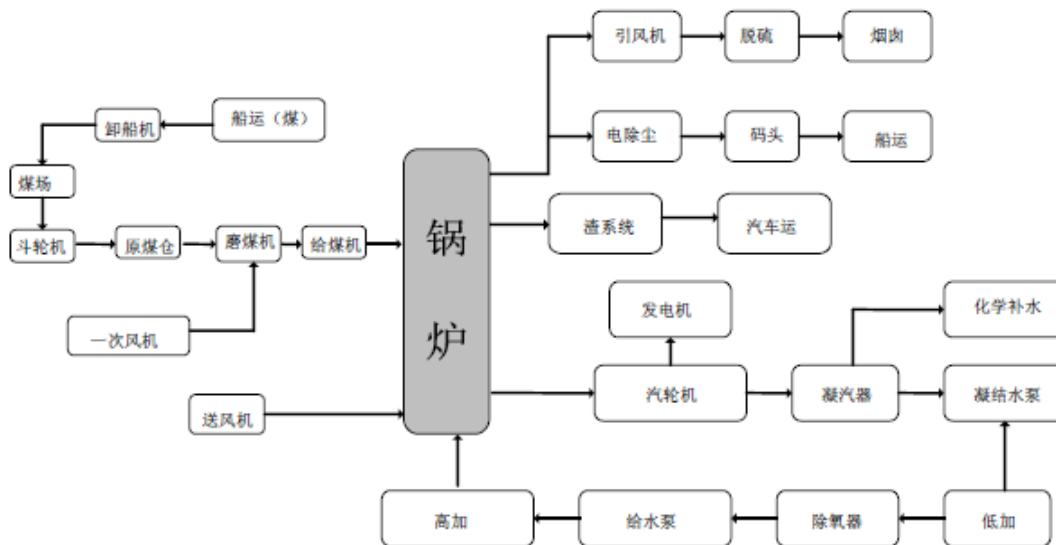 引风机
脱硫
烟卤
船运（煤）
卸船机
电除尘
码头
船运
煤场
锅
炉
渣系统
汽车运
斗轮机
原煤仓
磨煤机
给煤机
发电机
化学补水
一次风机
汽轮机
凝汽器
凝结水泵
送风机
高加
给水泵
除氧器
低加